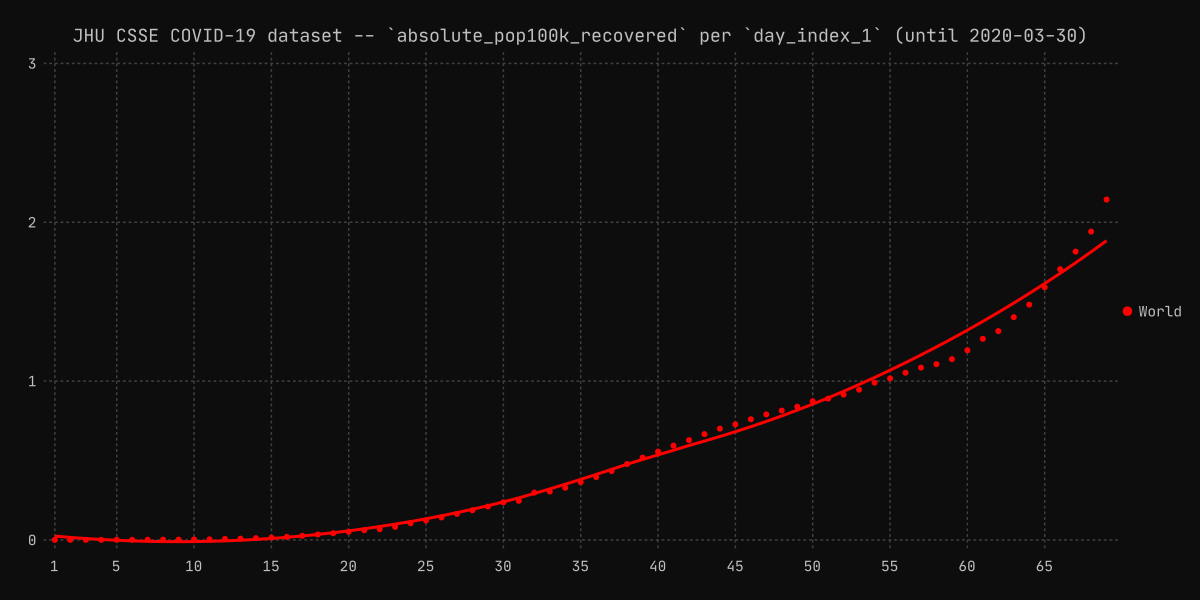 JHU CSSE COVID-19 dataset -- `absolute_pop100k_recovered` per `day_index_1` (until 2020-03-30)
3
2
1
0
World
1 5 10 15 20 25 30 35 40 45 50 55 60 65